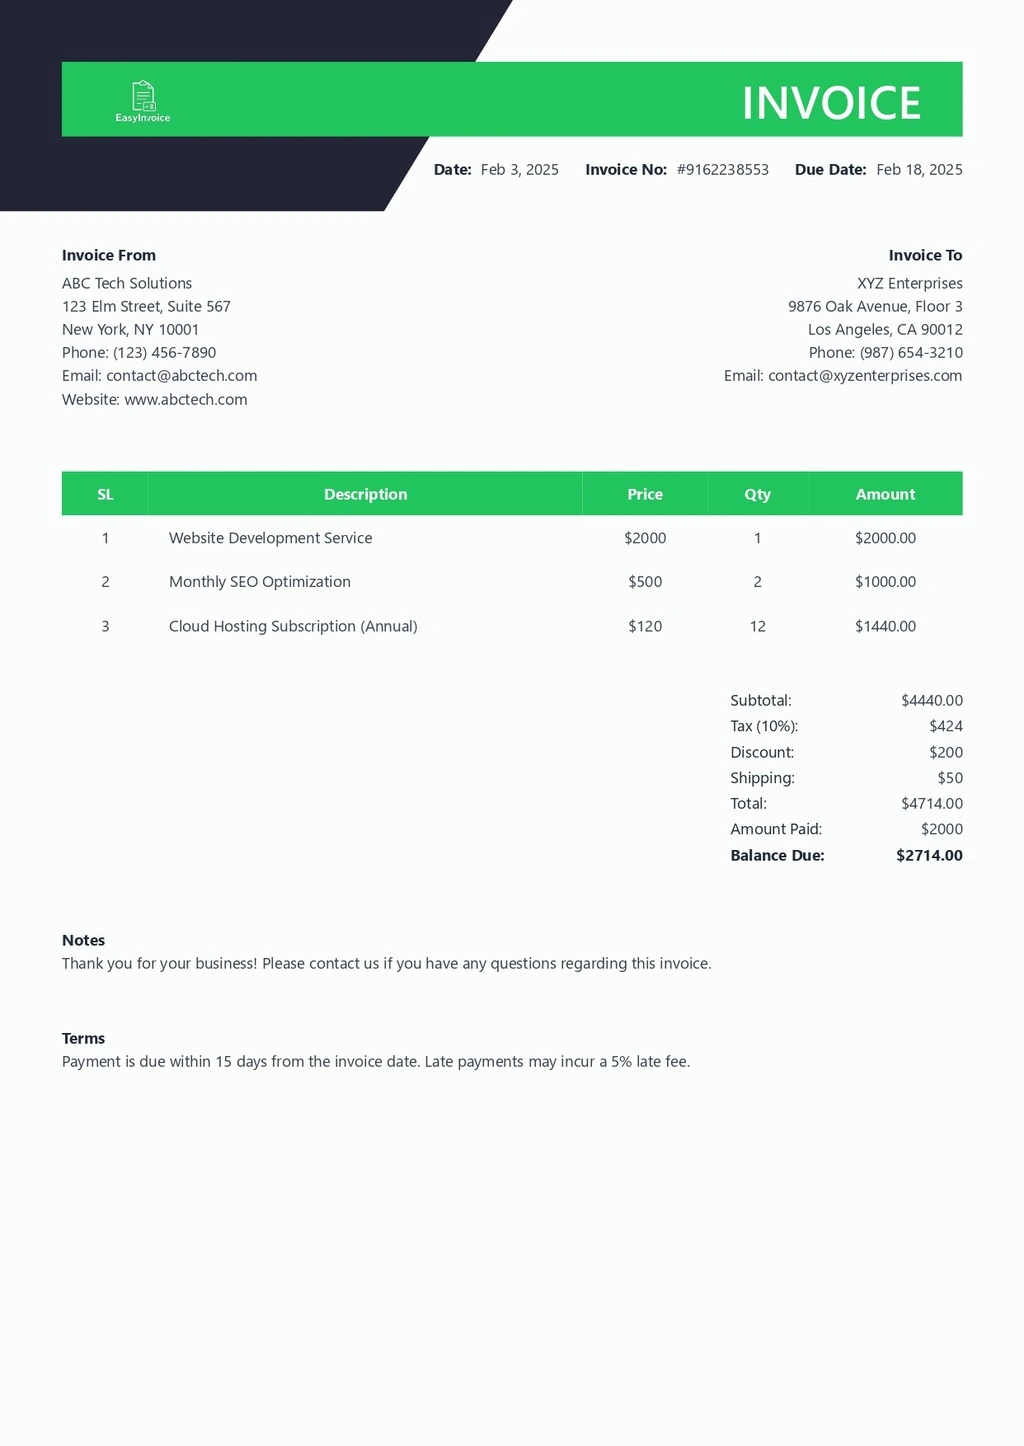 EasyInvoice
INVOICE
Date: Feb 3, 2025 Invoice No: #9162238553 Due Date: Feb 18, 2025
Invoice From
ABC Tech Solutions
123 Elm Street, Suite 567
New York, NY 10001
Phone: (123) 456-7890
Email: contact@abctech.com
Website: www.abctech.com
Invoice To
XYZ Enterprises
9876 Oak Avenue, Floor 3
Los Angeles, CA 90012
Phone: (987) 654-3210
Email: contact@xyzenterprises.com
SL Description Price Qty Amount
1 Website Development Service $2000 1 $2000.00
2 Monthly SEO Optimization $500 2 $1000.00
3 Cloud Hosting Subscription (Annual) $120 12 $1440.00
Subtotal: $4440.00
Tax (10%): $424
Discount: $200
Shipping: $50
Total: $4714.00
Amount Paid: $2000
Balance Due: $2714.00
Notes
Thank you for your business! Please contact us if you have any questions regarding this invoice.
Terms
Payment is due within 15 days from the invoice date. Late payments may incur a 5% late fee.